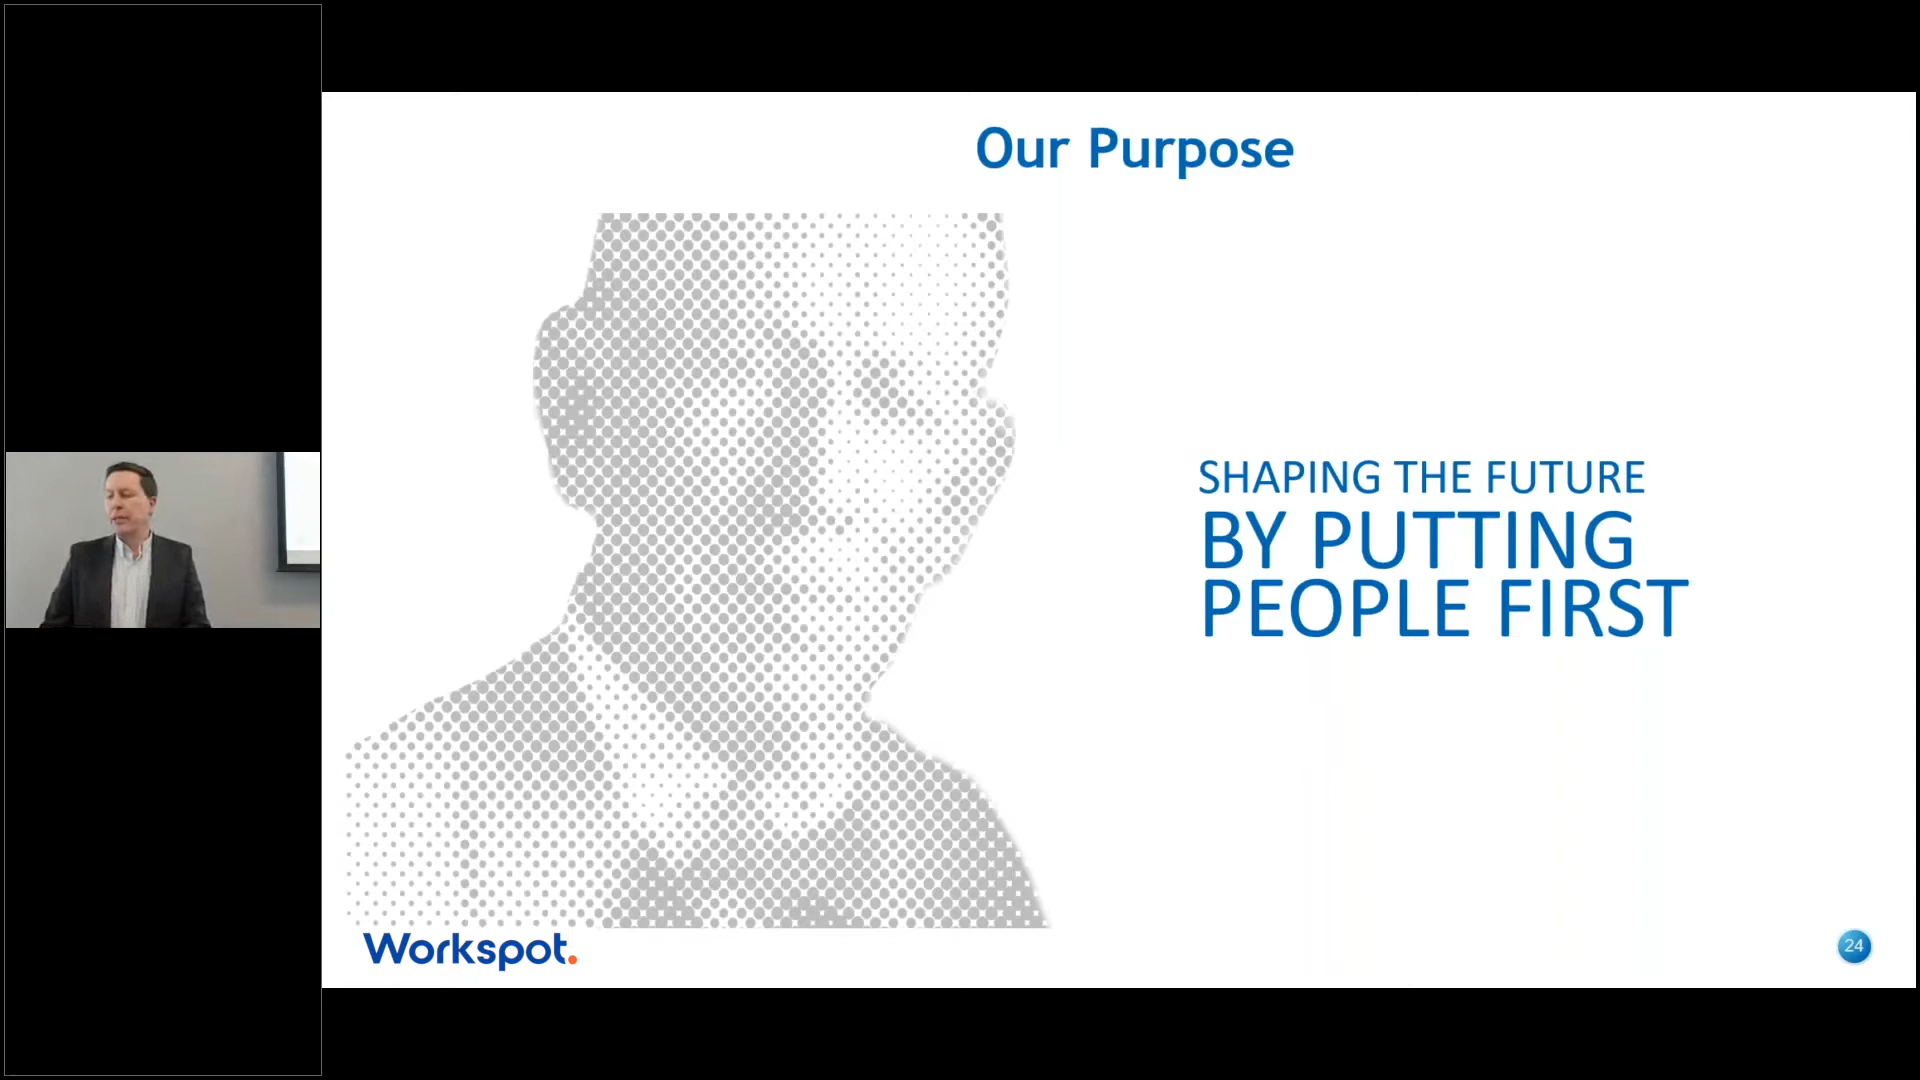 Our Purpose
SHAPING THE FUTURE
BY PUTTING
PEOPLE FIRST
Workspot.
24